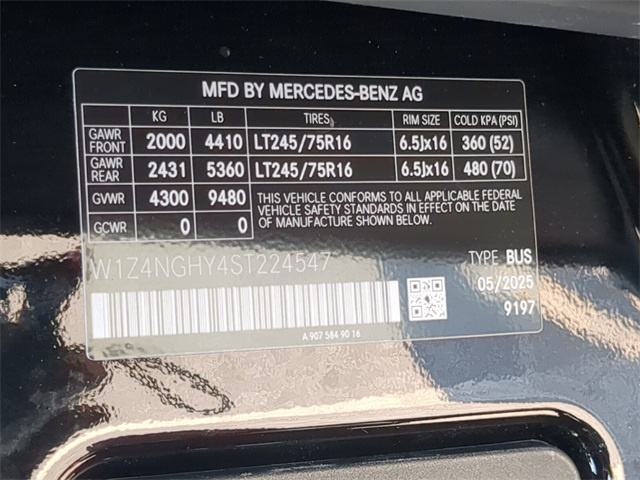 MFD BY MERCEDES-BENZ AG
KG LB TIRES RIM SIZE COLD KPA (PSI)
GAWR FRONT 2000 4410 LT245/75R16 6.5Jx16 360 (52)
GAWR REAR 2431 5360 LT245/75R16 6.5Jx16 480 (70)
GVWR 4300 9480
THIS VEHICLE CONFORMS TO ALL APPLICABLE FEDERAL
VEHICLE SAFETY STANDARDS IN EFFECT ON THE DATE
OF MANUFACTURE SHOWN ABOVE.
GCWR 0 0
W1Z4NGHY4ST224547
TYPE BUS
05/2025
9197
A 907 584 90 16